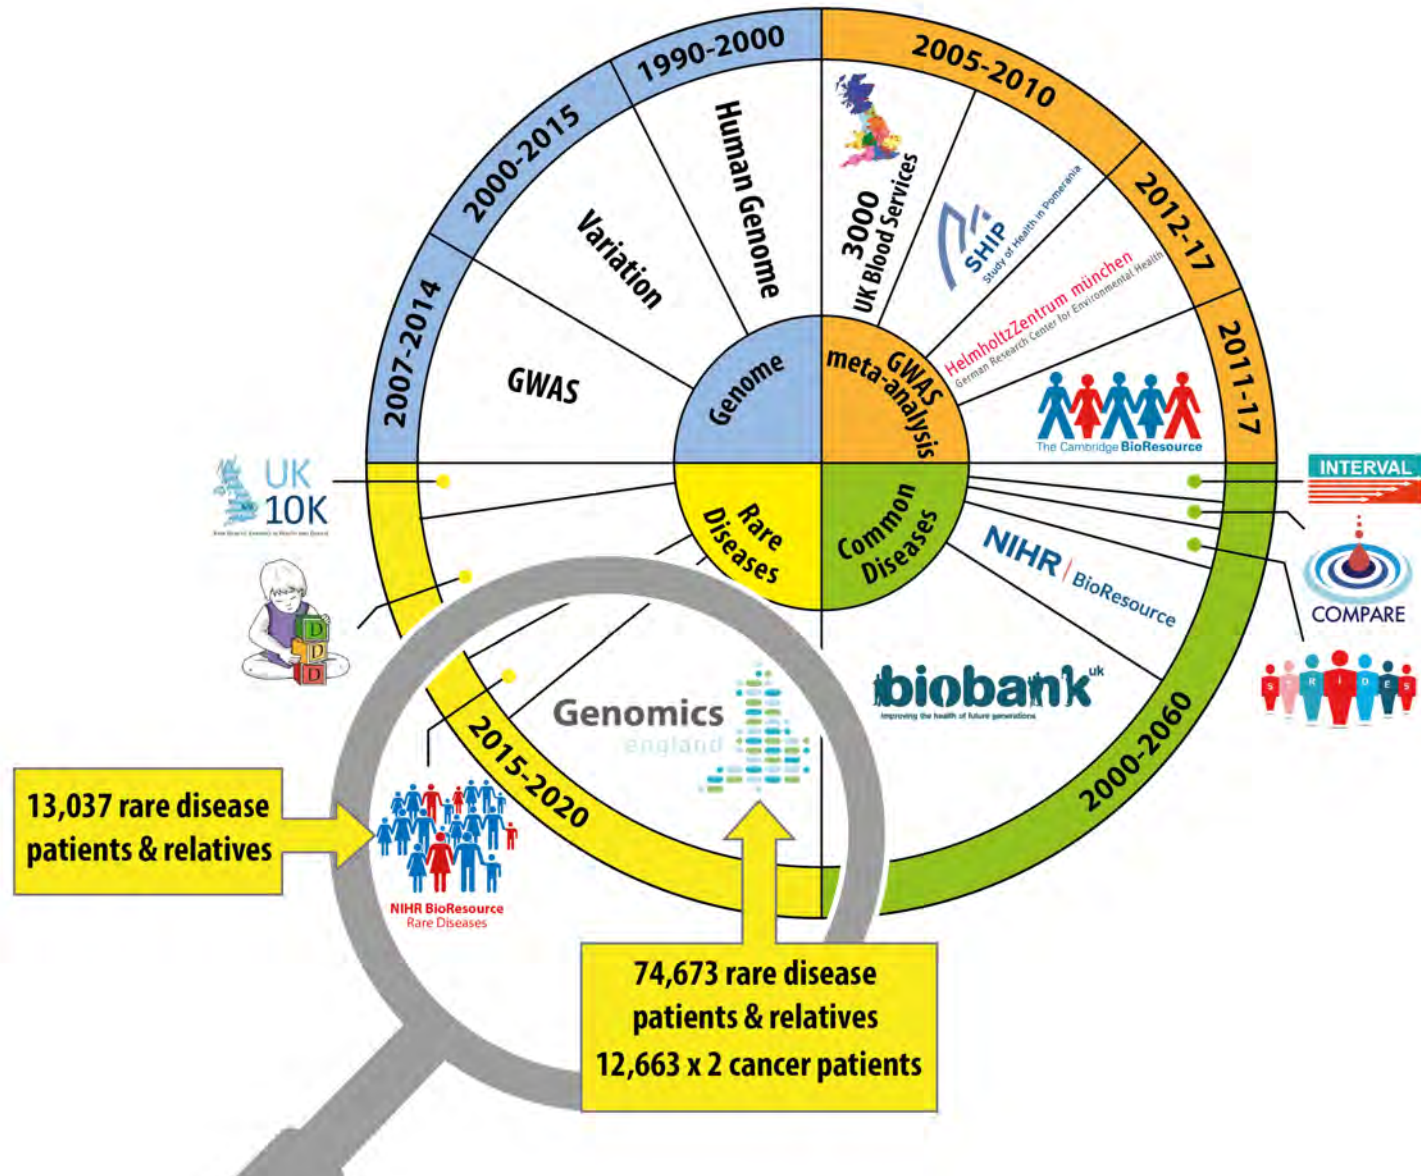 1990-2000
2005-2010
2000-2015
2012-17
2007-2014
2011-17
Human Genome
Variation
GWAS
3000
UK Blood Services
SHIP
Study of Health in Pomerania
HelmholtzZentrum münchen
German Research Center for Environmental Health
The Cambridge BioResource
Genome
GWAS
meta-analysis
Rare
Diseases
Common
Diseases
UK
10K
D
D
D
INTERVAL
COMPARE
STRIDES
NIHR | BioResource
biobank uk
Improving the health of future generations
2000-2060
Genomics
england
2015-2020
13,037 rare disease
patients & relatives
NIHR BioResource
Rare Diseases
74,673 rare disease
patients & relatives
12,663 x 2 cancer patients